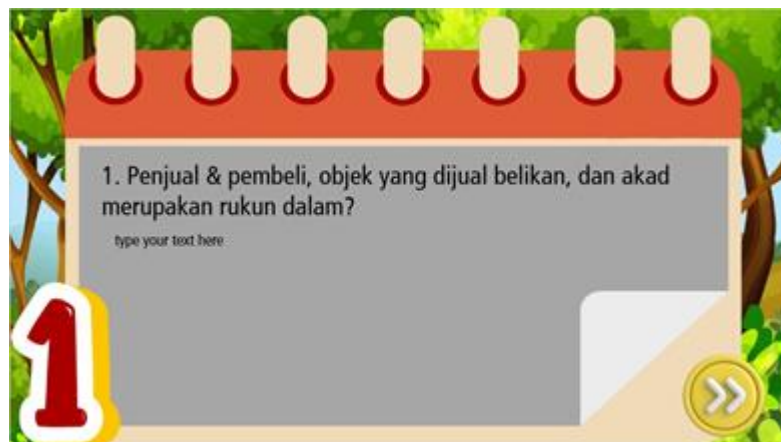 1. Penjual & pembeli, objek yang dijual belikan, dan akad
merupakan rukun dalam?
type your text here
1